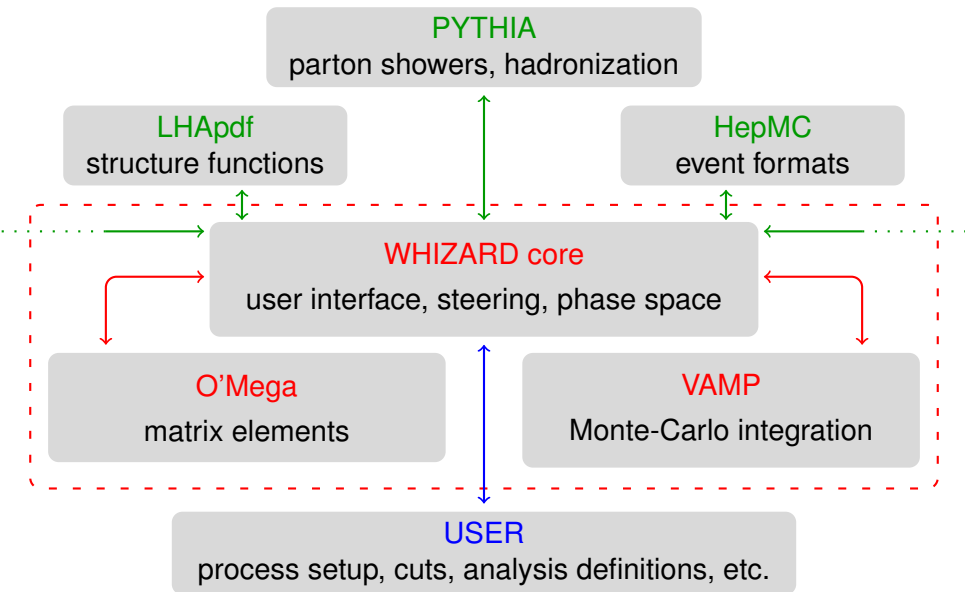 PYTHIA
parton showers, hadronization
LHApdf
structure functions
HepMC
event formats
WHIZARD core
user interface, steering, phase space
O'Mega
matrix elements
VAMP
Monte-Carlo integration
USER
process setup, cuts, analysis definitions, etc.